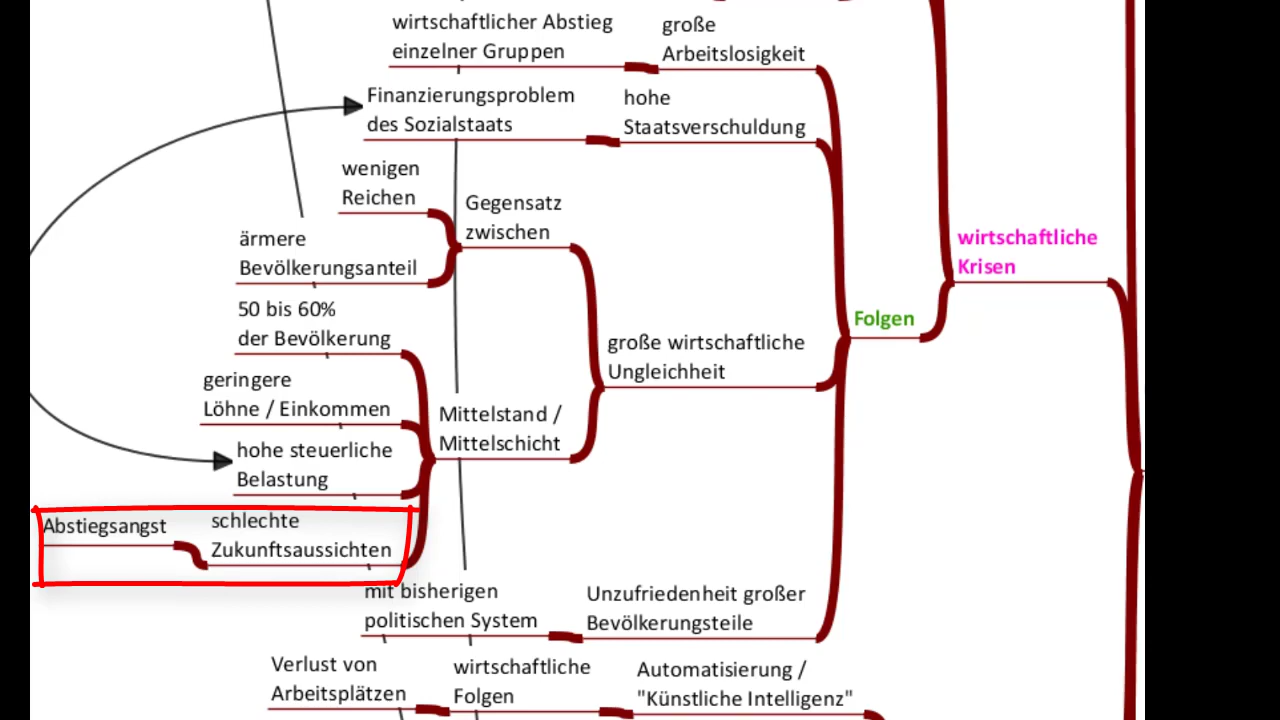 wirtschaftlicher Abstieg
einzelner Gruppen
große
Arbeitslosigkeit
Finanzierungsproblem
des Sozialstaats
hohe
Staatsverschuldung
wenigen
Reichen
Gegensatz
zwischen
ärmere
Bevölkerungsanteil
wirtschaftliche
Krisen
50 bis 60%
der Bevölkerung
Folgen
große wirtschaftliche
Ungleichheit
geringere
Löhne / Einkommen
Mittelstand /
Mittelschicht
hohe steuerliche
Belastung
Abstiegsangst
schlechte
Zukunftsaussichten
mit bisherigen
politischen System
Unzufriedenheit großer
Bevölkerungsteile
Verlust von
Arbeitsplätzen
wirtschaftliche
Folgen
Automatisierung /
"Künstliche Intelligenz"